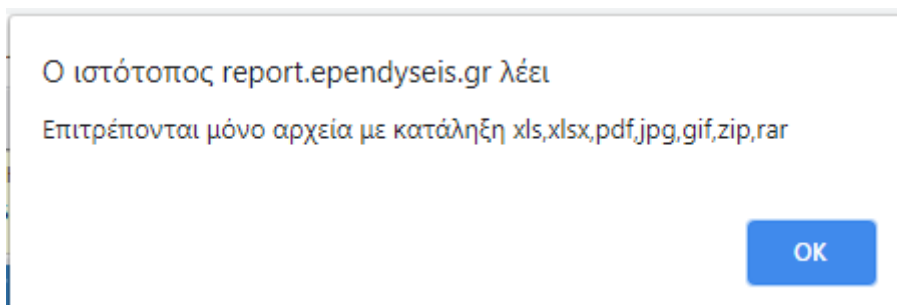 Ο ιστότοπος report.ependyseis.gr λέει
Επιτρέπονται μόνο αρχεία με κατάληξη xls,xlsx,pdf,jpg,gif,zip,rar
OK